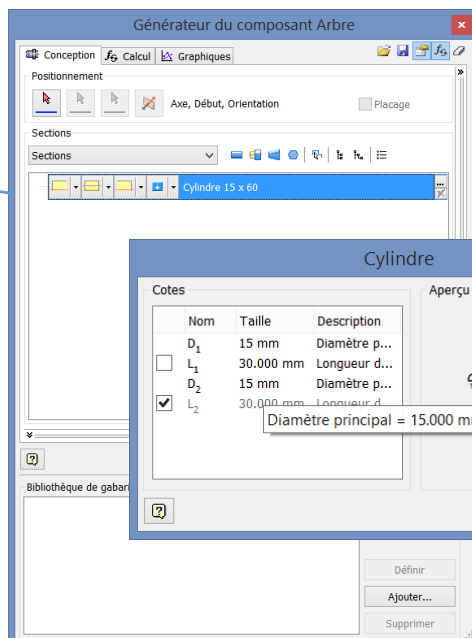 Générateur du composant Arbre
Conception Calcul Graphiques
Positionnement
Axe, Début, Orientation Placage
Sections
Sections
Cylindre 15 x 60
Cylindre
Cotes Aperçu
Nom Taille Description
D1 15 mm Diamètre p...
L1 30.000 mm Longueur d...
D2 15 mm Diamètre p...
L2 30.000 mm Longueur d...
Diamètre principal = 15.000
Bibliothèque de
Définir
Ajouter...
Supprimer